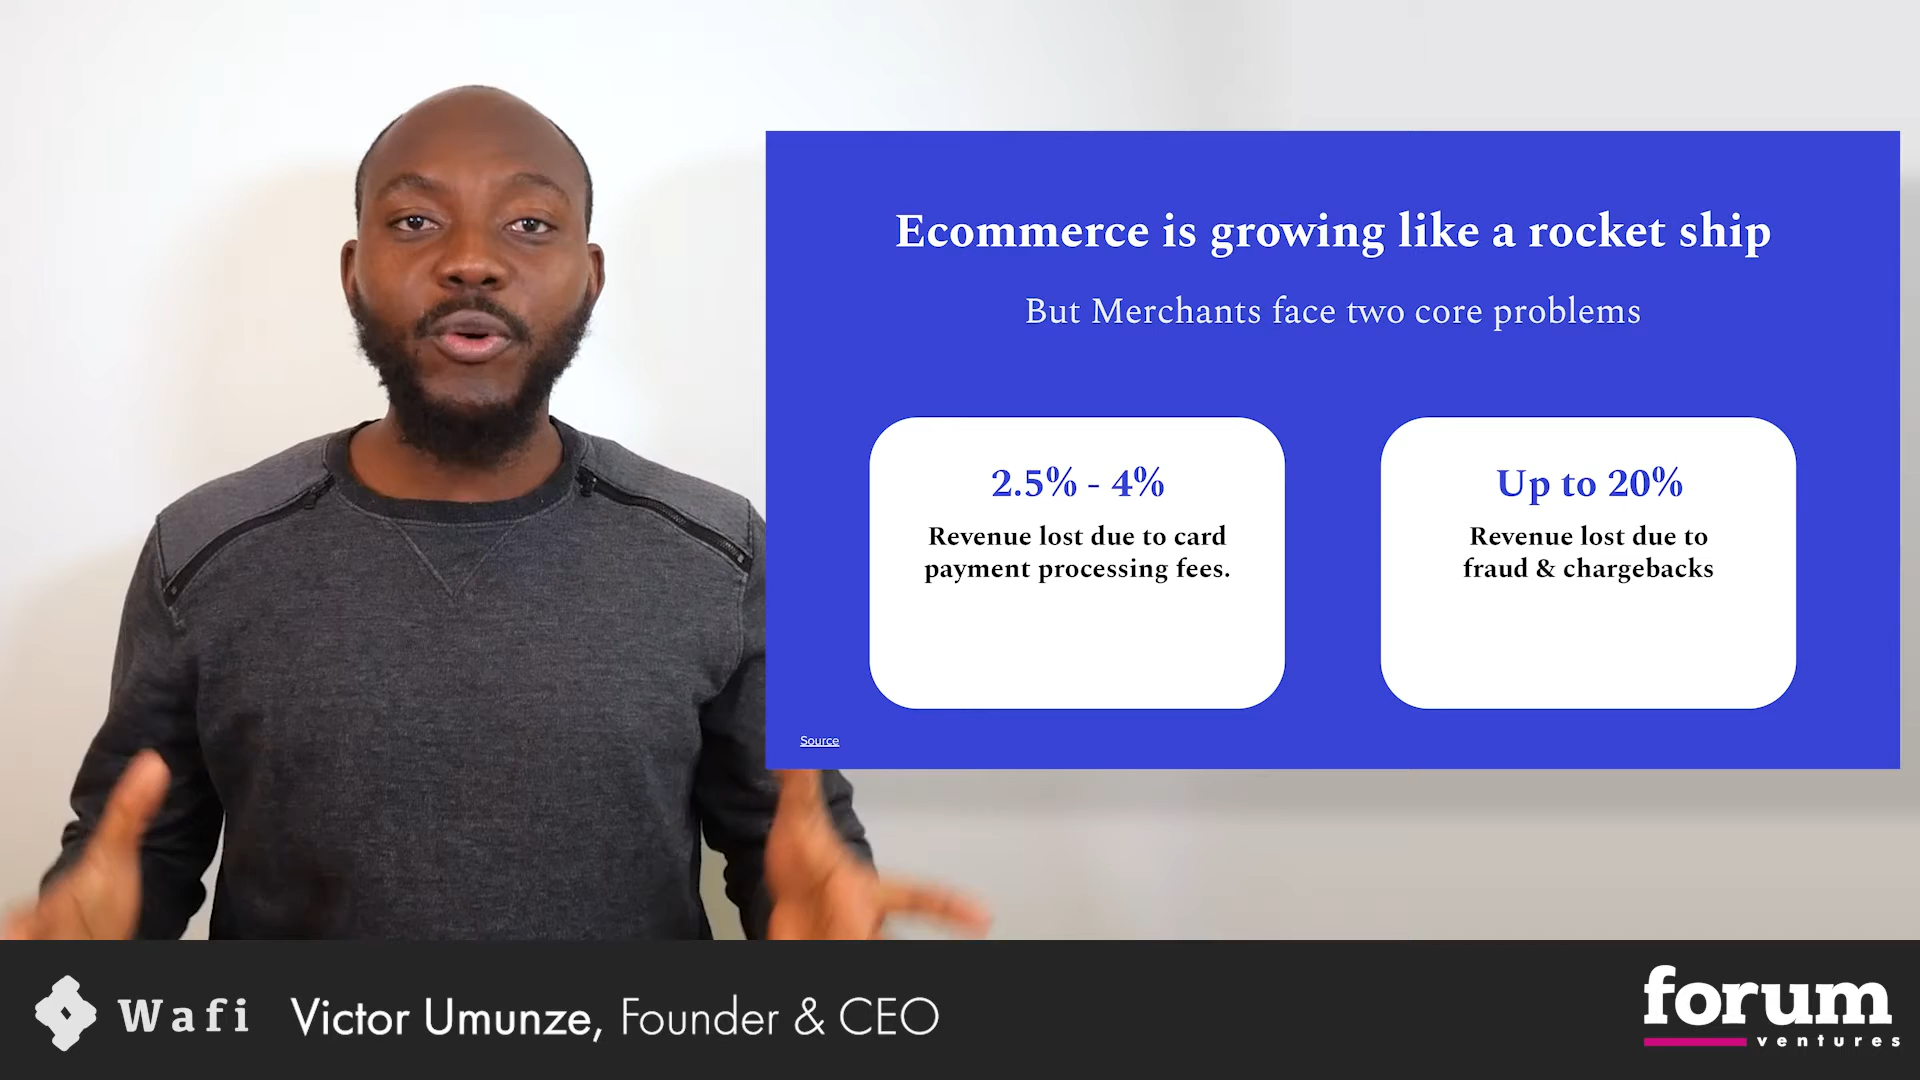 Ecommerce is growing like a rocket ship
But Merchants face two core problems
2.5% - 4%
Revenue lost due to card
payment processing fees.
Up to 20%
Revenue lost due to
fraud & chargebacks
Source
Wafi
Victor Umunze, Founder & CEO
forum
ventures